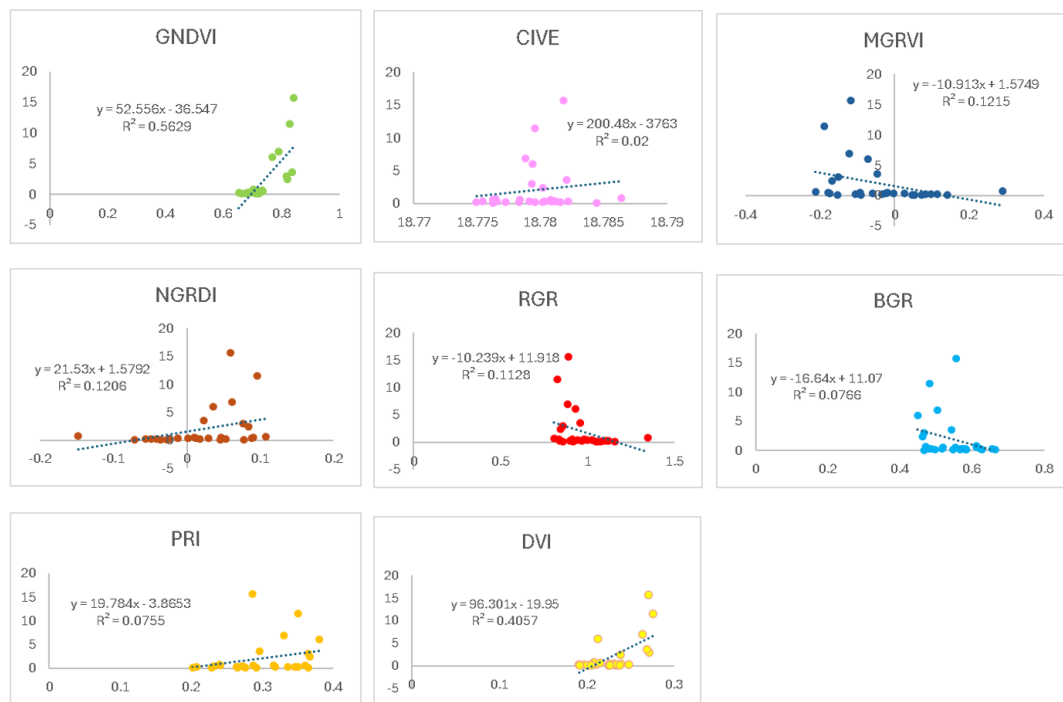 GNDVI
20
15
y = 52.556x - 36.547
R² = 0.5629
10
5
0
-5
0 0.2 0.4 0.6 0.8 1
CIVE
20
15
10
y = 200.48x - 3763
R² = 0.02
5
0
18.77 18.775 18.78 18.785 18.79
MGRVI
20
y = -10.913x + 1.5749
R² = 0.1215
15
10
5
0
-5
-0.4 -0.2 0 0.2 0.4
NGRDI
20
15
y = 21.53x + 1.5792
R² = 0.1206
10
5
0
-5
-0.2 -0.1 0 0.1 0.2
RGR
20
y = -10.239x + 11.918
R² = 0.1128
15
10
5
0
-5
0 0.5 1 1.5
BGR
20
15
y = -16.64x + 11.07
R² = 0.0766
10
5
0
0 0.2 0.4 0.6 0.8
PRI
20
15
y = 19.784x - 3.8653
R² = 0.0755
10
5
0
0 0.1 0.2 0.3 0.4
DVI
20
15
y = 96.301x - 19.95
R² = 0.4057
10
5
0
-5
0 0.1 0.2 0.3